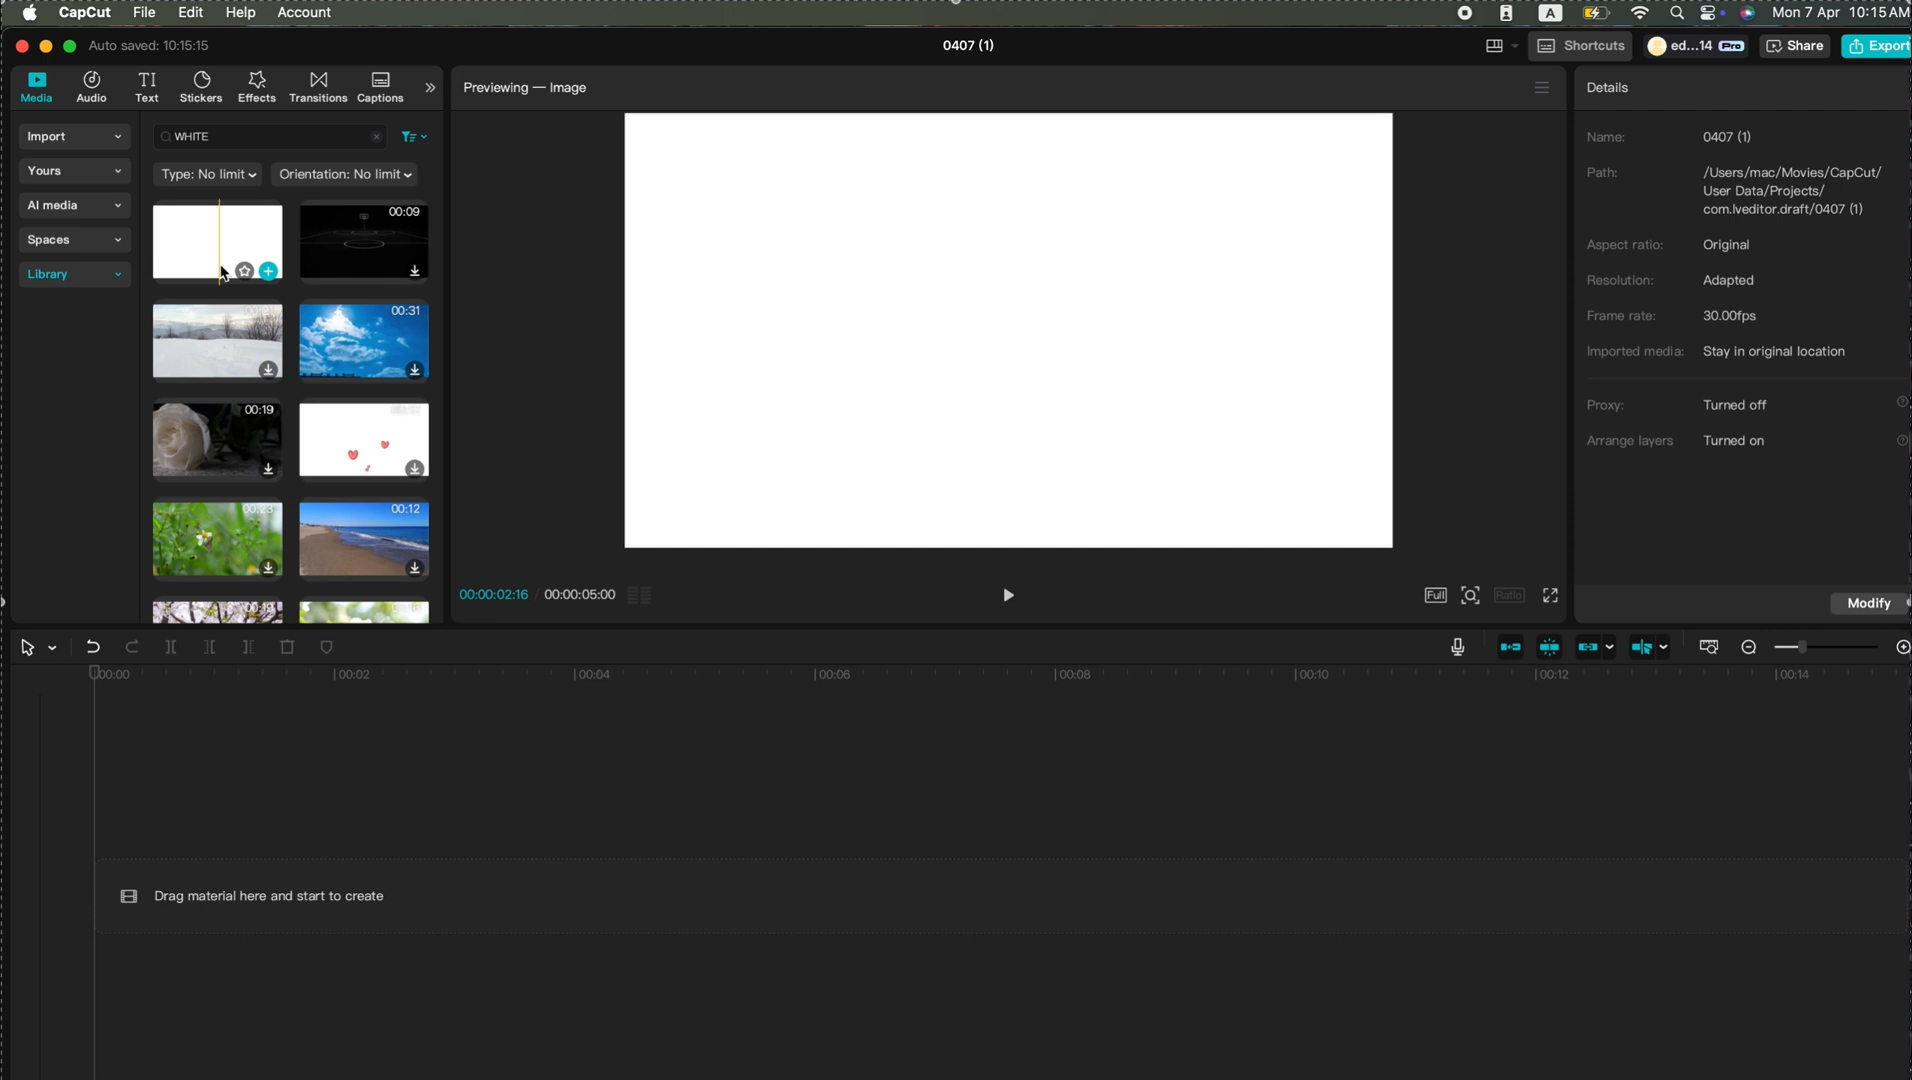 CapCut File Edit Help Account
A Mon 7 Apr 10:15AM
Auto saved: 10:15:15
0407 (1)
Shortcuts ed...14 Pro Share Export
Media Audio Text Stickers Effects Transitions Captions
Previewing — Image
Details
Import
Yours
AI media
Spaces
Library
WHITE
Type: No limit Orientation: No limit
00:09
00:31
00:19
00:23 00:12
00:19
00:00:02:16 / 00:00:05:00
Full Ratio
Name: 0407 (1)
Path: /Users/mac/Movies/CapCut/
User Data/Projects/
com.lveditor.draft/0407 (1)
Aspect ratio: Original
Resolution: Adapted
Frame rate: 30.00fps
Imported media: Stay in original location
Proxy: Turned off
Arrange layers Turned on
Modify
00:00 00:02 00:04 00:06 00:08 00:10 00:12 00:14
Drag material here and start to create